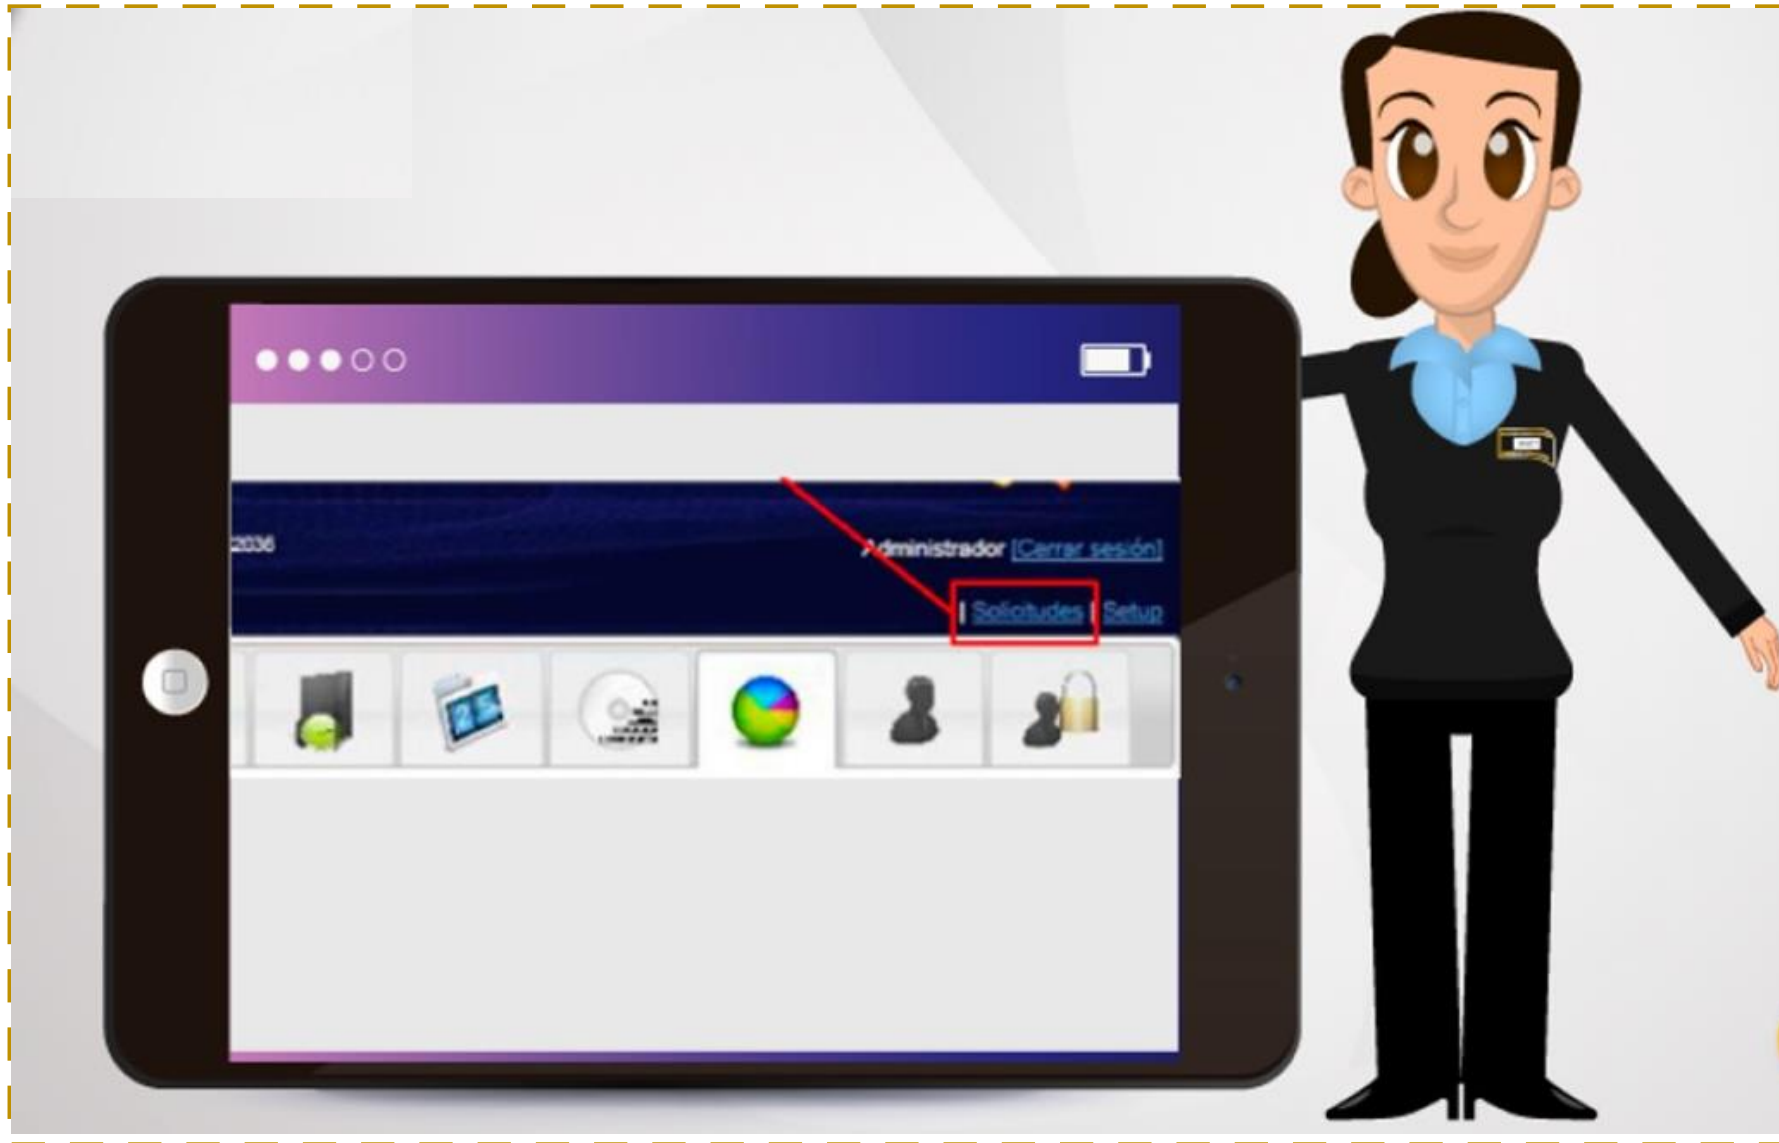 2036
Administrador [Cerrar sesión]
| Solicitudes | Setup